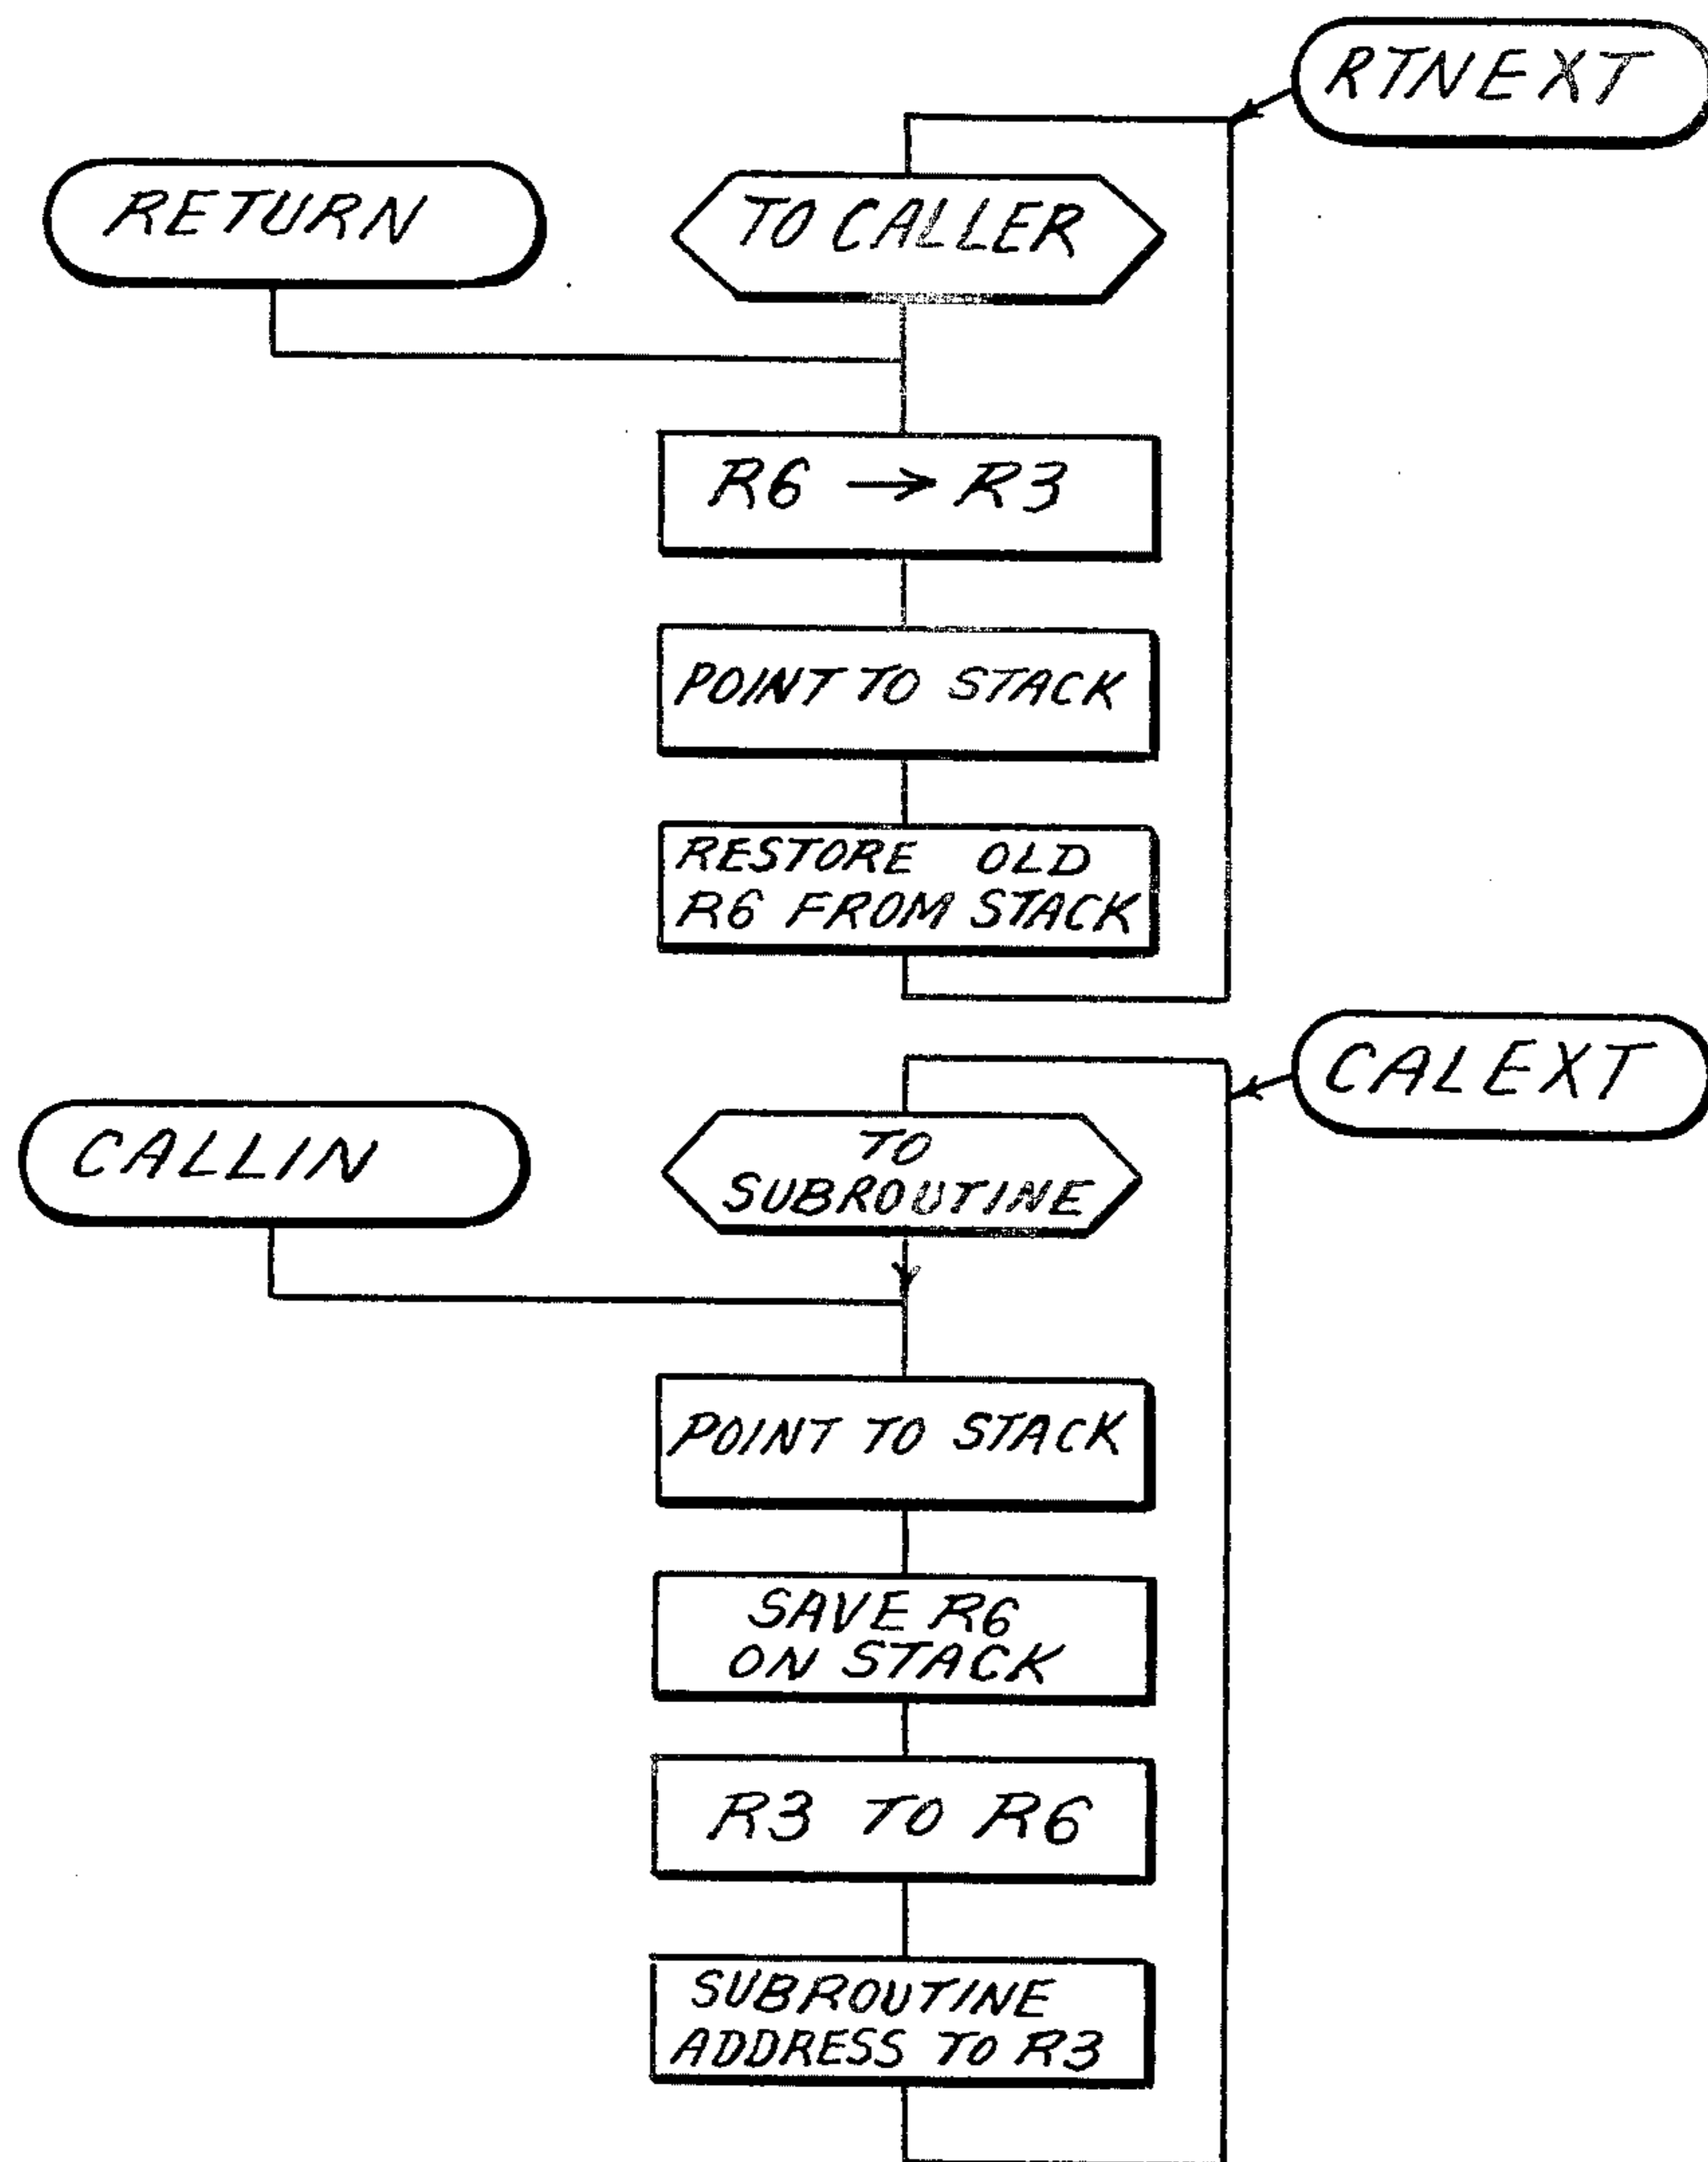 RTNEXT
RETURN
TO CALLER
R6 → R3
POINT TO STACK
RESTORE OLD
R6 FROM STACK
CALEXT
CALLIN
TO
SUBROUTINE
POINT TO STACK
SAVE R6
ON STACK
R3 TO R6
SUBROUTINE
ADDRESS TO R3